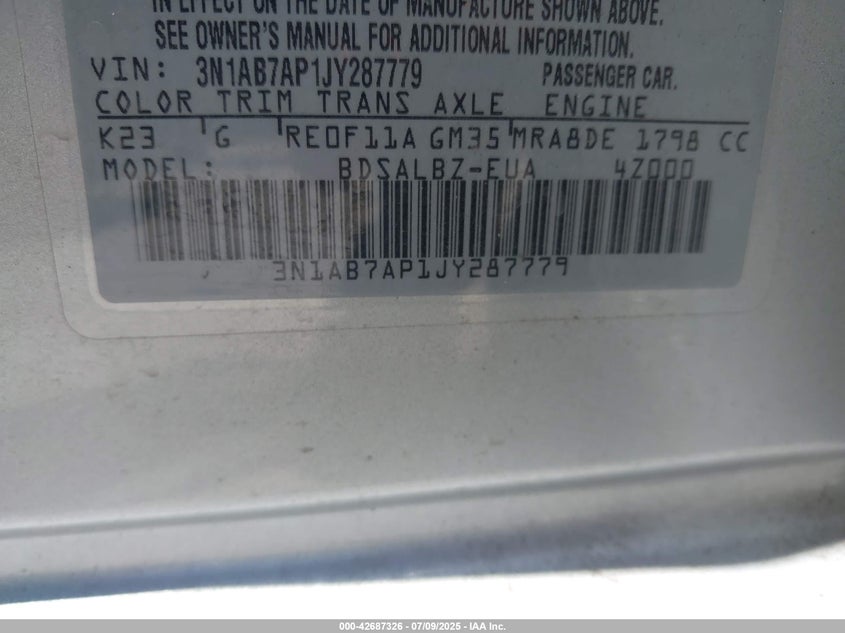 IN EFFECT ON THE DATE OF MANUFACTURE SHOWN ABOVE.
SEE OWNER'S MANUAL FOR ADDITIONAL INFORMATION.
VIN: 3N1AB7AP1JY287779 PASSENGER CAR.
COLOR TRIM TRANS AXLE ENGINE
K23 G RE0F11A GM35 MRA8DE 1798 CC
MODEL: BDSALBZ-EUA 4Z000
3N1AB7AP1JY287779
000-42687326 - 07/09/2025 - IAA Inc.